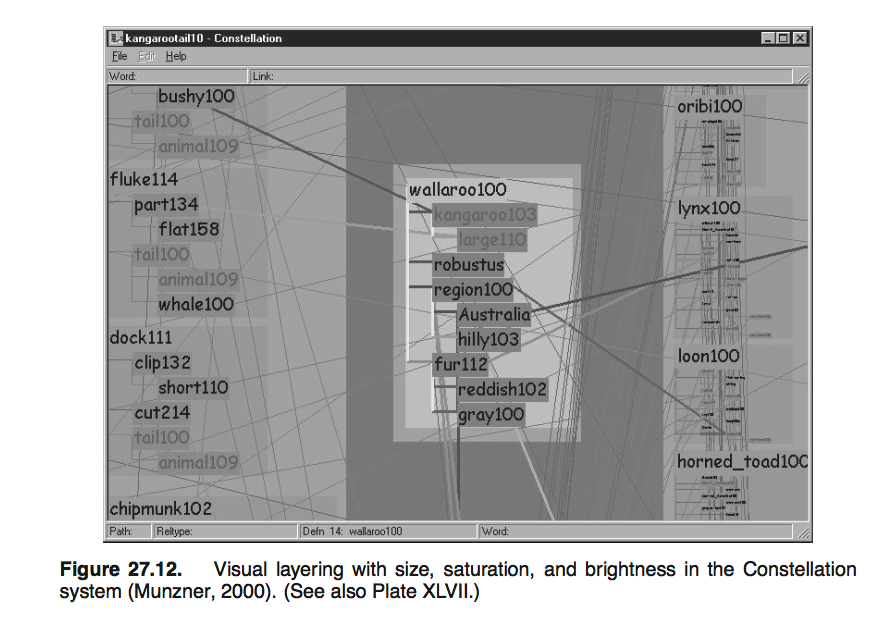 kangarootail10 - Constellation
File Edit Help
Word: Link:
bushy100
tail100
animal109
fluke114
part134
flat158
tail100
animal109
whale100
dock111
clip132
short110
cut214
tail100
animal109
chipmunk102
wallaroo100
kangaroo103
large110
robustus
region100
Australia
hilly103
fur112
reddish102
gray100
oribi100
lynx100
loon100
horned_toad100
Path: Reltype: Defn 14: wallaroo100 Word:
Figure 27.12. Visual layering with size, saturation, and brightness in the Constellation
system (Munzner, 2000). (See also Plate XLVII.)